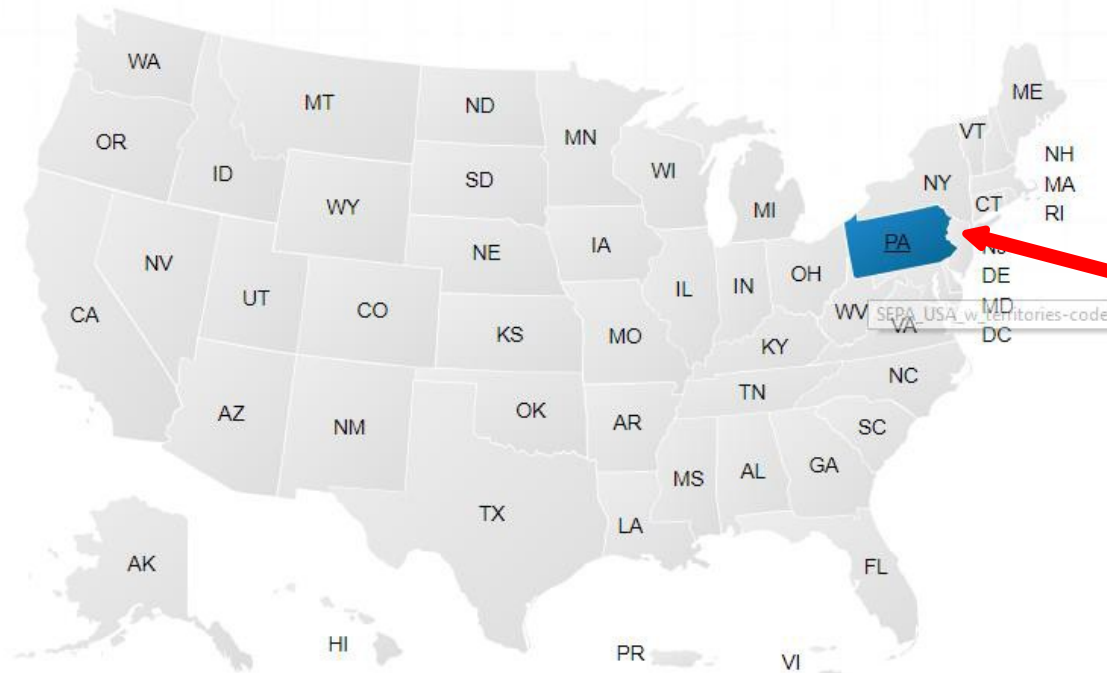 WA
MT
ND
MN
ME
OR
ID
SD
WI
VT
NH
WY
MI
NY
MA
CT
RI
NV
NE
IA
PA
NJ
CA
UT
CO
IL
IN
OH
DE
KS
MO
WV
SEPA_USA_w_territories-code
MD
VA
DC
KY
AZ
NM
OK
AR
TN
NC
SC
TX
MS
AL
GA
LA
AK
FL
HI
PR
VI